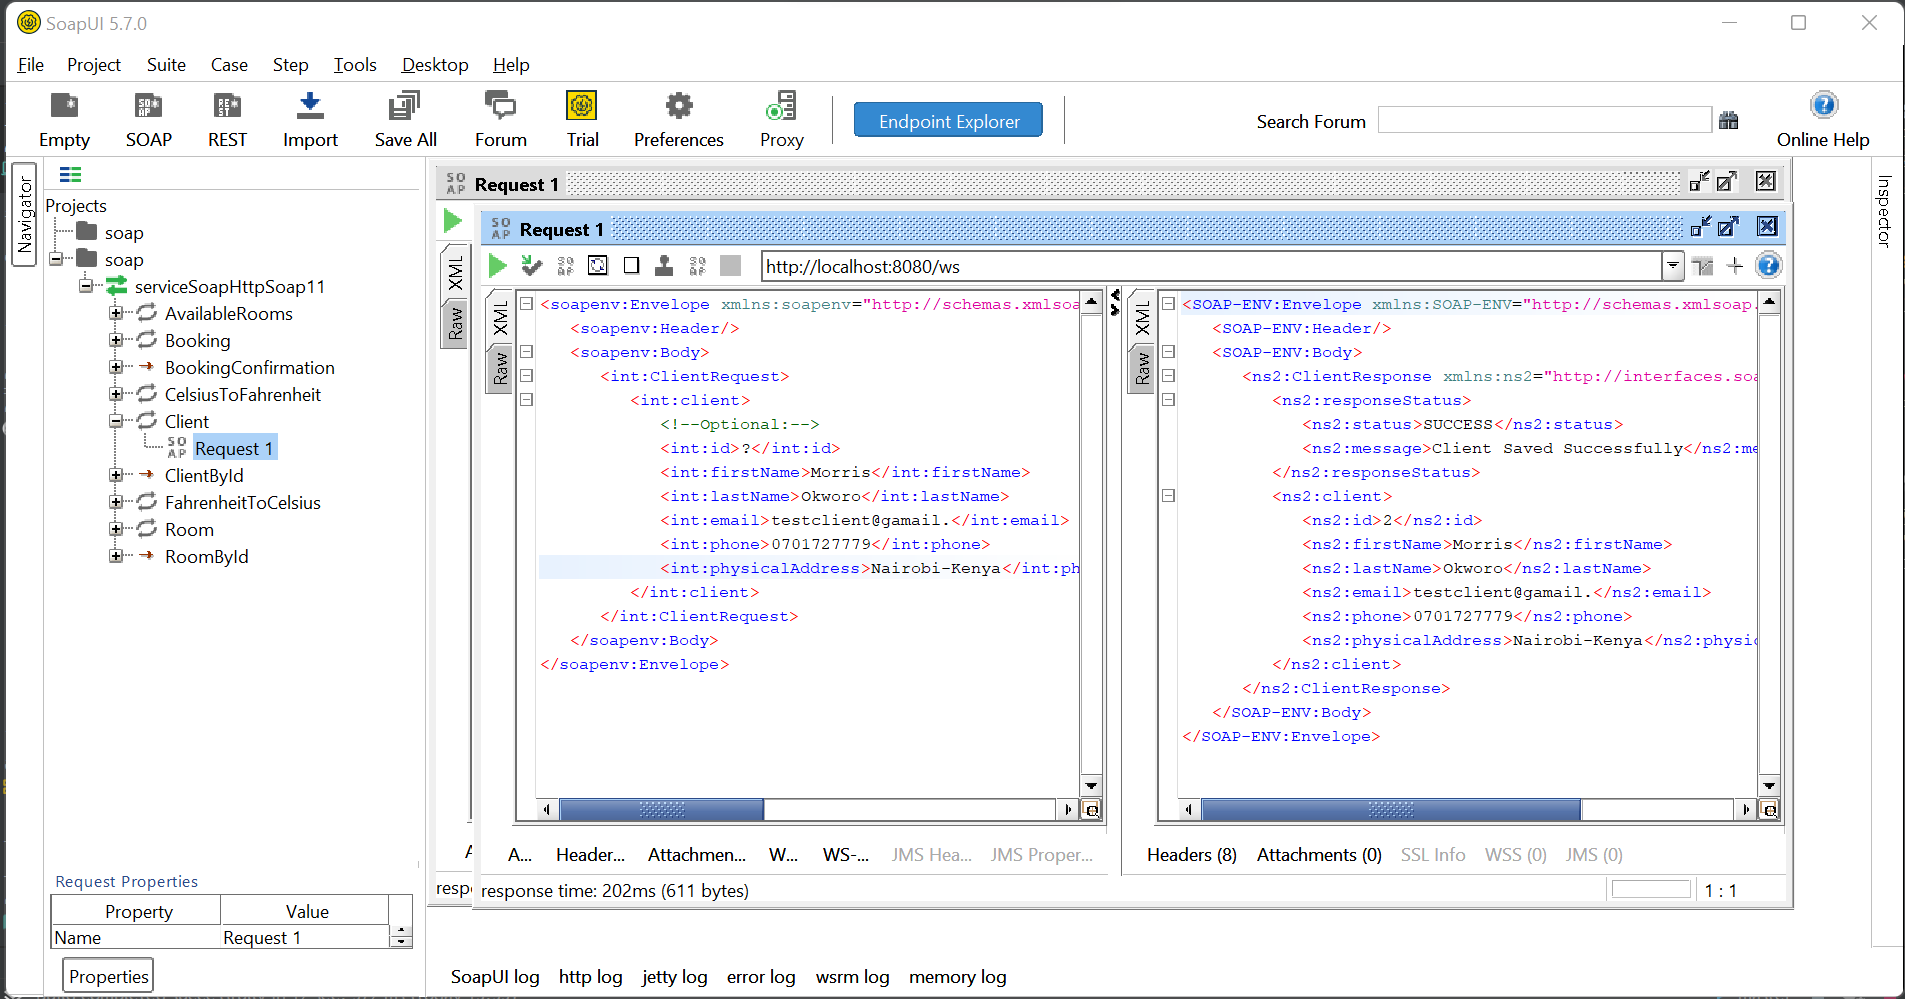 SoapUI 5.7.0
File Project Suite Case Step Tools Desktop Help
Empty SOAP REST Import Save All Forum Trial Preferences Proxy
Endpoint Explorer
Search Forum
Online Help
Navigator
Projects
soap
soap
serviceSoapHttpSoap11
AvailableRooms
Booking
BookingConfirmation
CelsiusToFahrenheit
Client
SO AP Request 1
ClientById
FahrenheitToCelsius
Room
RoomById
Request Properties
Property Value
Name Request 1
Properties
SO AP Request 1
XML
Raw
A
resp
SO AP Request 1
http://localhost:8080/ws
XML
Raw
<soapenv:Envelope xmlns:soapenv="http://schemas.xmlsoa
<soapenv:Header/>
<soapenv:Body>
<int:ClientRequest>
<int:client>
<!--Optional:-->
<int:id>?</int:id>
<int:firstName>Morris</int:firstName>
<int:lastName>Okworo</int:lastName>
<int:email>testclient@gamail.</int:email>
<int:phone>0701727779</int:phone>
<int:physicalAddress>Nairobi-Kenya</int:ph
</int:client>
</int:ClientRequest>
</soapenv:Body>
</soapenv:Envelope>
A... Header... Attachmen... W... WS-... JMS Hea... JMS Proper...
XML
Raw
<SOAP-ENV:Envelope xmlns:SOAP-ENV="http://schemas.xmlsoap.
<SOAP-ENV:Header/>
<SOAP-ENV:Body>
<ns2:ClientResponse xmlns:ns2="http://interfaces.soa
<ns2:responseStatus>
<ns2:status>SUCCESS</ns2:status>
<ns2:message>Client Saved Successfully</ns2:me
</ns2:responseStatus>
<ns2:client>
<ns2:id>2</ns2:id>
<ns2:firstName>Morris</ns2:firstName>
<ns2:lastName>Okworo</ns2:lastName>
<ns2:email>testclient@gamail.</ns2:email>
<ns2:phone>0701727779</ns2:phone>
<ns2:physicalAddress>Nairobi-Kenya</ns2:physic
</ns2:client>
</ns2:ClientResponse>
</SOAP-ENV:Body>
</SOAP-ENV:Envelope>
Headers (8) Attachments (0) SSL Info WSS (0) JMS (0)
response time: 202ms (611 bytes)
1 : 1
Inspector
SoapUI log http log jetty log error log wsrm log memory log